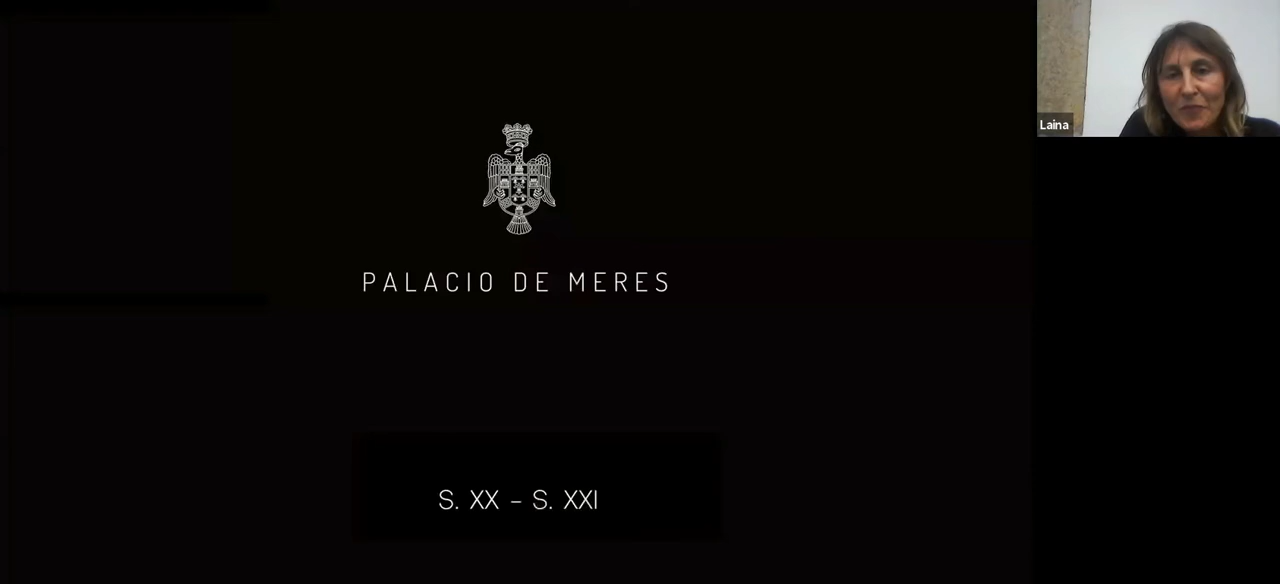 Laina
PALACIO DE MERES
S. XX – S. XXI